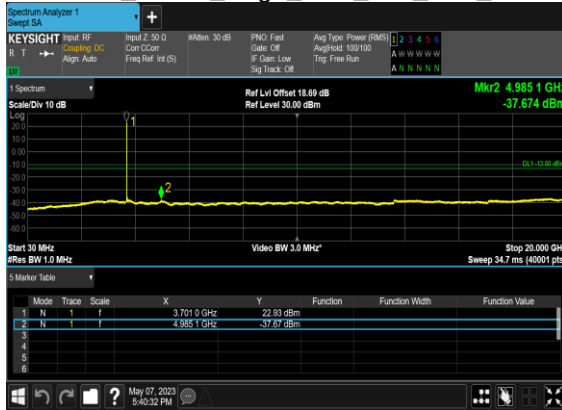 Spectrum Analyzer 1
Swept SA
+
KEYSIGHT Input: RF Input Z: 50 Ω #Atten: 30 dB PNO: Fast Avg Type: Power (RMS) 1 2 3 4 5 6
R T Coupling: DC Corr CCorr Gate: Off Avg|Hold: 100/100 A W W W W W
Align: Auto Freq Ref: Int (S) IF Gain: Low Trig: Free Run
LU Sig Track: Off A N N N N N
1 Spectrum Ref Lvl Offset 18.69 dB Mkr2 4.985 1 GHz
Scale/Div 10 dB Ref Level 30.00 dBm -37.674 dBm
Log
20.0
10.0
0.00
-10.0
-20.0
-30.0
-40.0
-50.0
-60.0
1
2
DL1 -13.00 dBm
Start 30 MHz Video BW 3.0 MHz* Stop 20.000 GHz
#Res BW 1.0 MHz Sweep 34.7 ms (40001 pts)
5 Marker Table
Mode Trace Scale X Y Function Function Width Function Value
1 N 1 f 3.701 0 GHz 22.93 dBm
2 N 1 f 4.985 1 GHz -37.67 dBm
3
4
5
6
? May 07, 2023
5:40:32 PM